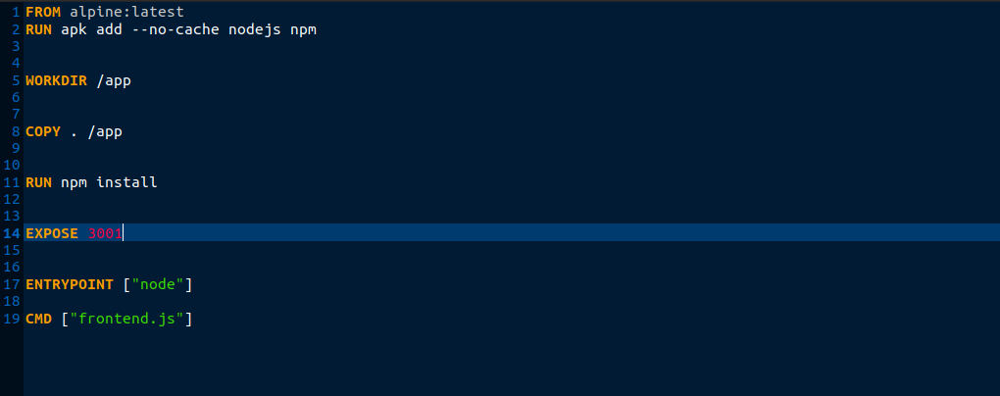 1 FROM alpine:latest
2 RUN apk add --no-cache nodejs npm
3
4
5 WORKDIR /app
6
7
8 COPY . /app
9
10
11 RUN npm install
12
13
14 EXPOSE 3001
15
16
17 ENTRYPOINT ["node"]
18
19 CMD ["frontend.js"]